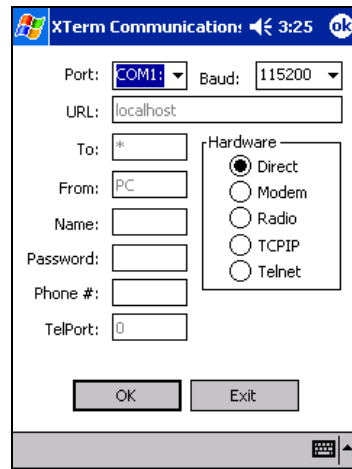 XTerm Communication: 3:25 ok
Port: COM1: Baud: 115200
URL: localhost
To: *
From: PC
Name:
Password:
Phone #:
TelPort: 0
Hardware
Direct
Modem
Radio
TCPIP
Telnet
OK Exit